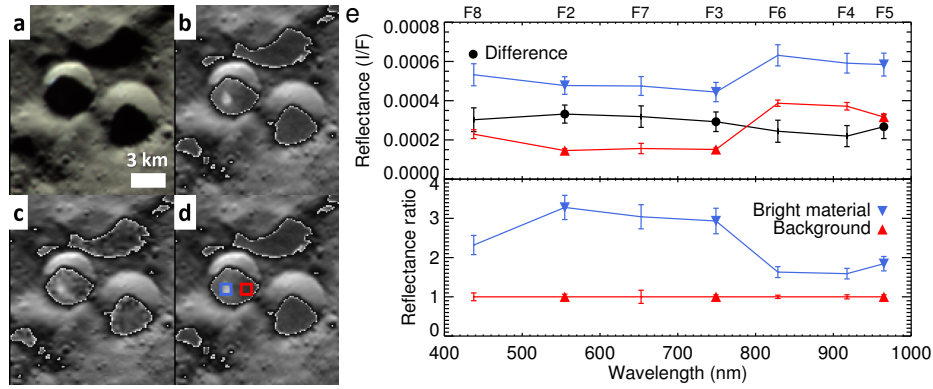 a
b
3 km
c
d
e
F8 F2 F7 F3 F6 F4 F5
Reflectance (I/F)
0.0008
0.0006
0.0004
0.0002
0.0000
Difference
Reflectance ratio
4
3
2
1
0
Bright material
Background
400 500 600 700 800 900 1000
Wavelength (nm)